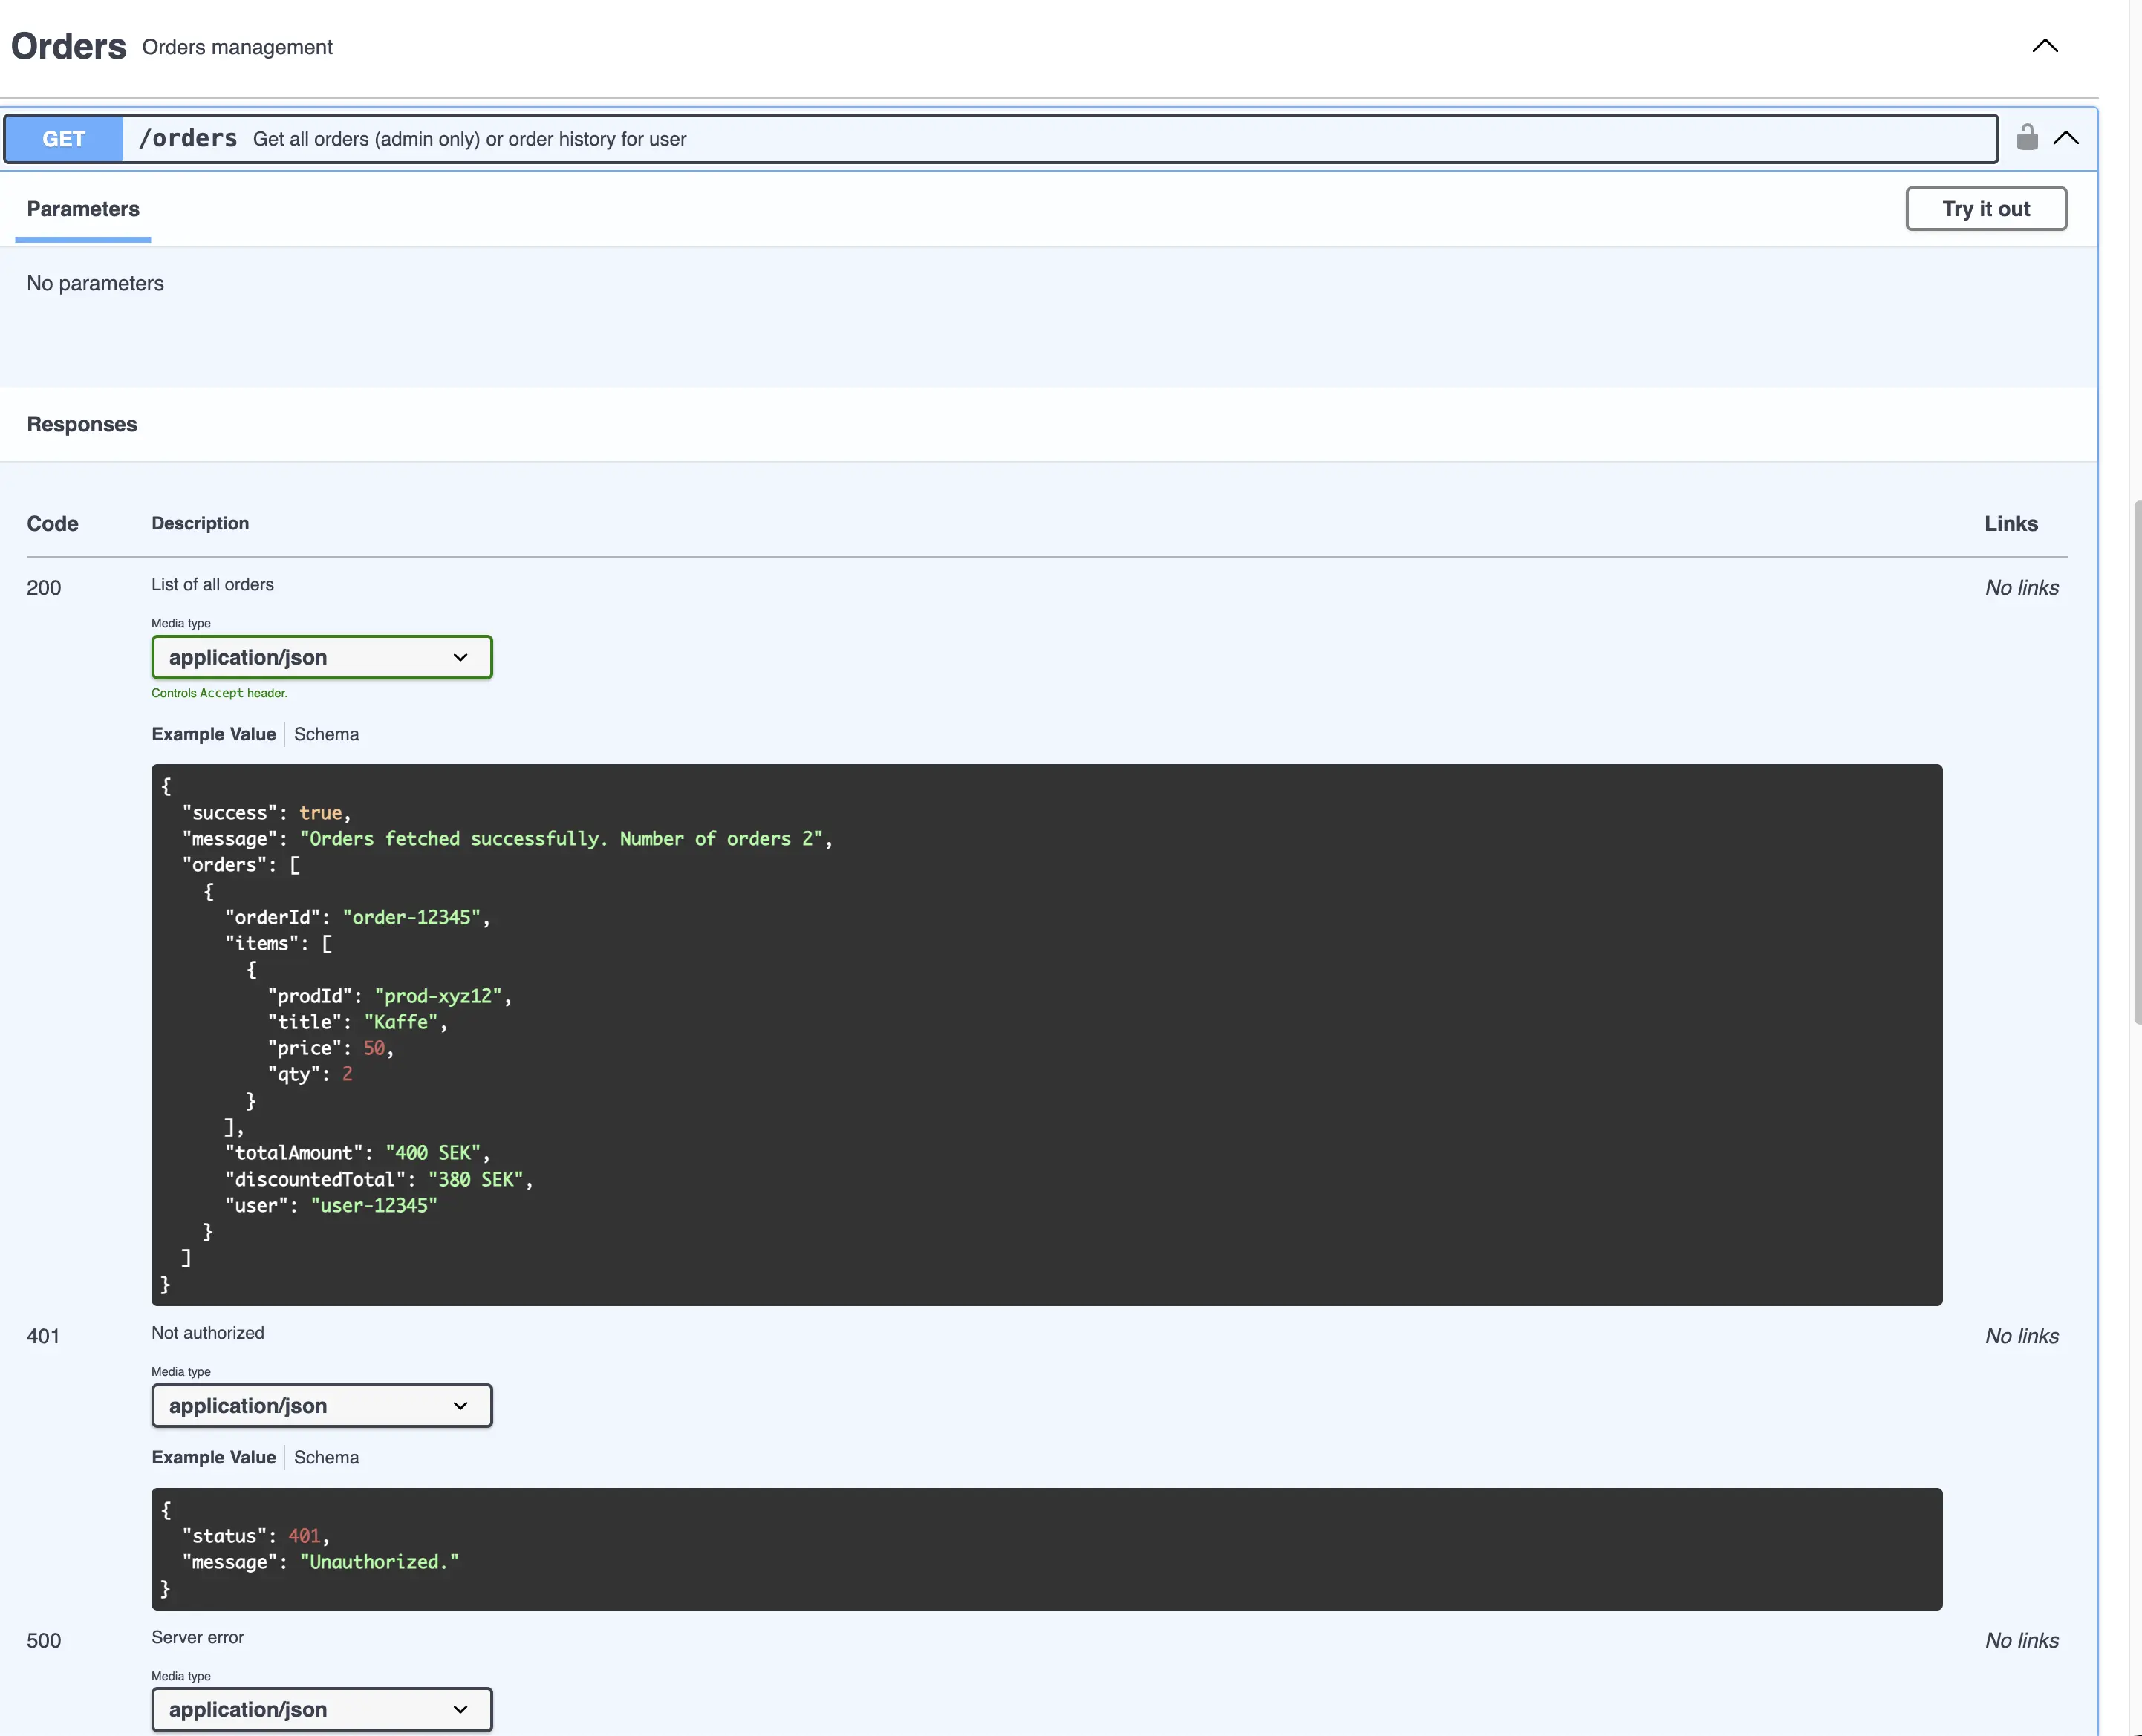 Orders Orders management
GET /orders Get all orders (admin only) or order history for user
Parameters Try it out
No parameters
Responses
Code Description Links
200 List of all orders No links
Media type
application/json
Controls Accept header.
Example Value Schema
{
  "success": true,
  "message": "Orders fetched successfully. Number of orders 2",
  "orders": [
    {
      "orderId": "order-12345",
      "items": [
        {
          "prodId": "prod-xyz12",
          "title": "Kaffe",
          "price": 50,
          "qty": 2
        }
      ],
      "totalAmount": "400 SEK",
      "discountedTotal": "380 SEK",
      "user": "user-12345"
    }
  ]
}
401 Not authorized No links
Media type
application/json
Example Value Schema
{
  "status": 401,
  "message": "Unauthorized."
}
500 Server error No links
Media type
application/json